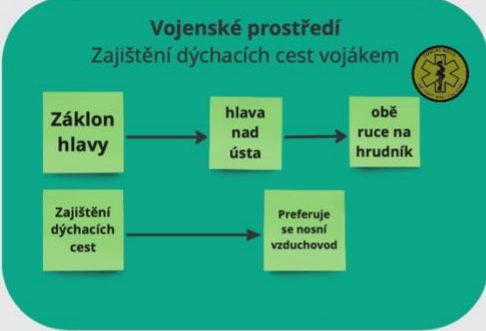 Vojenské prostředí
Zajištění dýchacích cest vojákem
Záklon
hlavy
hlava
nad
ústa
obě
ruce na
hrudník
Zajištění
dýchacích
cest
Preferuje
se nosní
vzduchovod